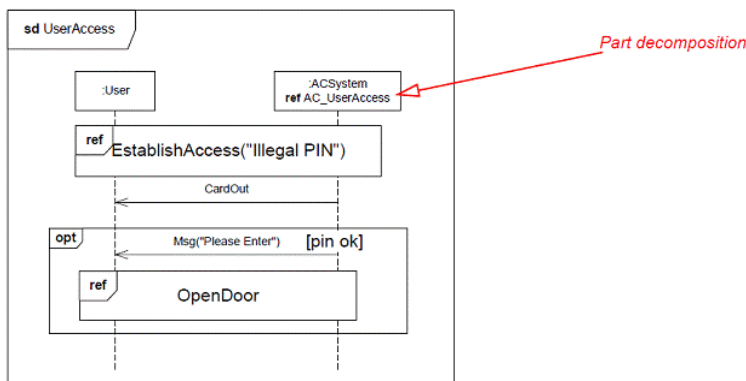 sd UserAccess
Part decomposition
:User
:ACSystem
ref AC_UserAccess
ref
EstablishAccess("Illegal PIN")
CardOut
opt
Msg("Please Enter")
[pin ok]
ref
OpenDoor